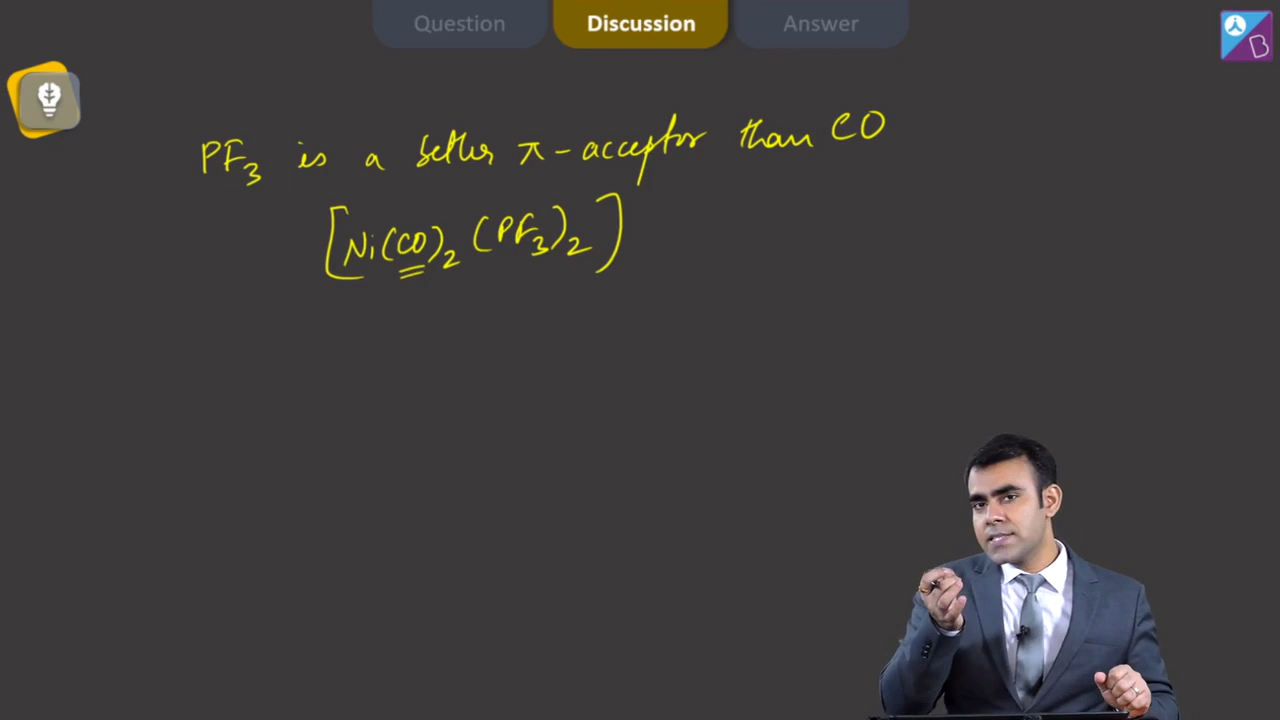 Question Discussion Answer
PF₃ is a better π-acceptor than CO
[Ni(CO)₂ (PF₃)₂]
B